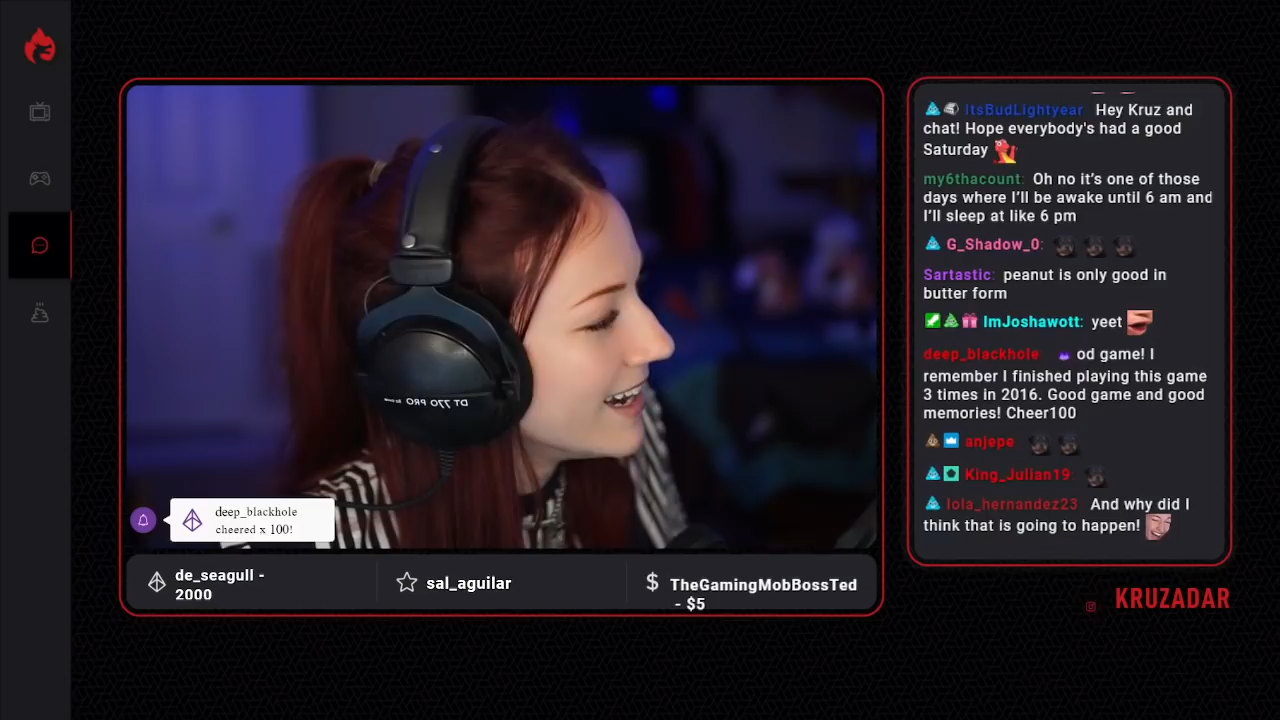 ItsBudLightyear Hey Kruz and
chat! Hope everybody's had a good
Saturday
my6thacount: Oh no it's one of those
days where I'll be awake until 6 am and
I'll sleep at like 6 pm
G_Shadow_0:
Sartastic: peanut is only good in
butter form
ImJoshawott: yeet
deep_blackhole: od game! I
remember I finished playing this game
3 times in 2016. Good game and good
memories! Cheer100
anjepe
King_Julian19:
lola_hernandez23 And why did I
think that is going to happen!
DT 770 PRO
deep_blackhole
cheered x 100!
de_seagull -
2000
sal_aguilar
$ TheGamingMobBossTed
- $5
KRUZADAR